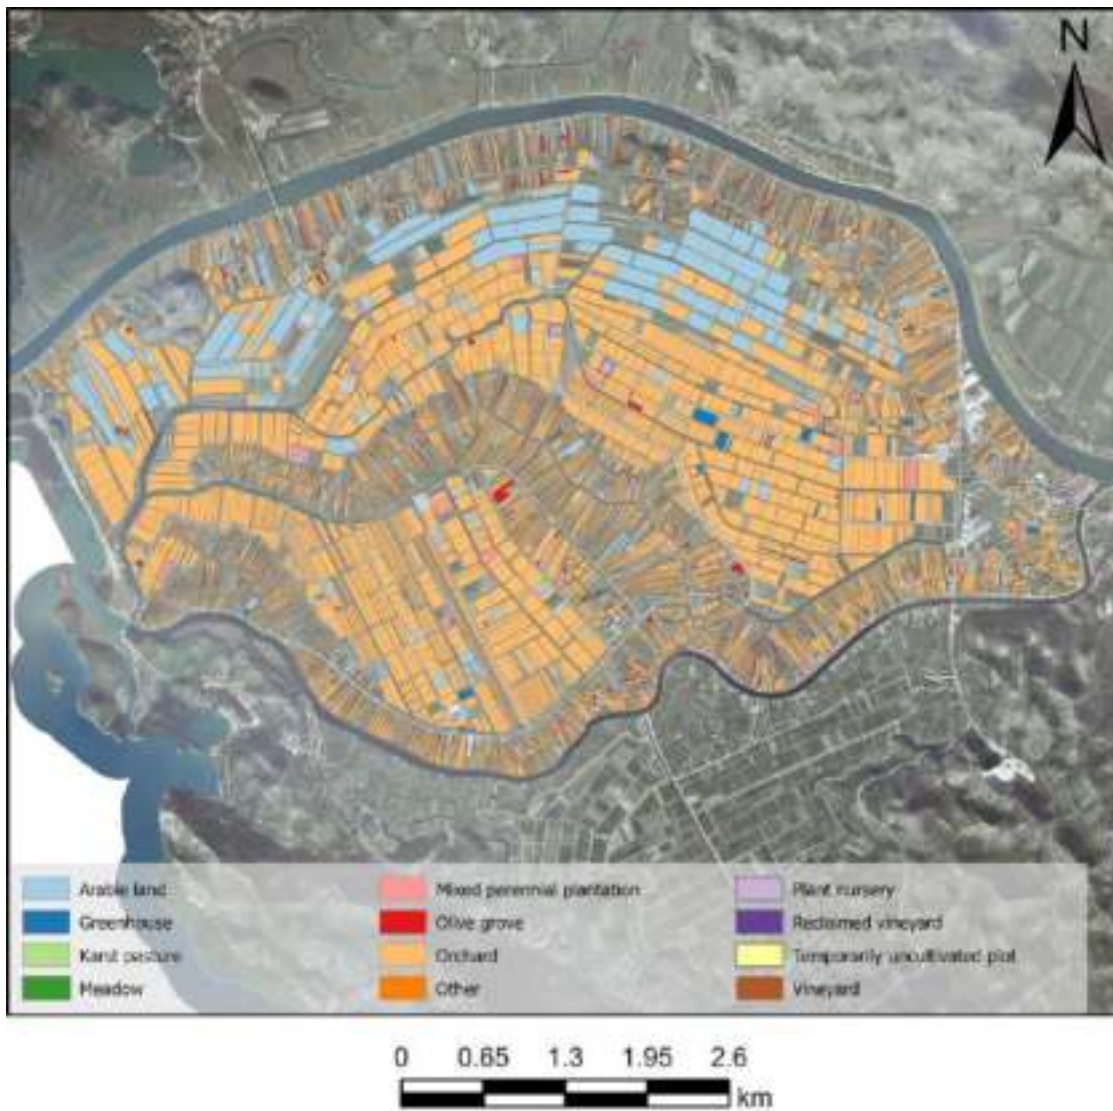 N
Arable land
Greenhouse
Karst pasture
Meadow
Mixed perennial plantation
Olive grove
Orchard
Other
Plant nursery
Reclaimed vineyard
Temporarily uncultivated plot
Vineyard
0 0.65 1.3 1.95 2.6
km